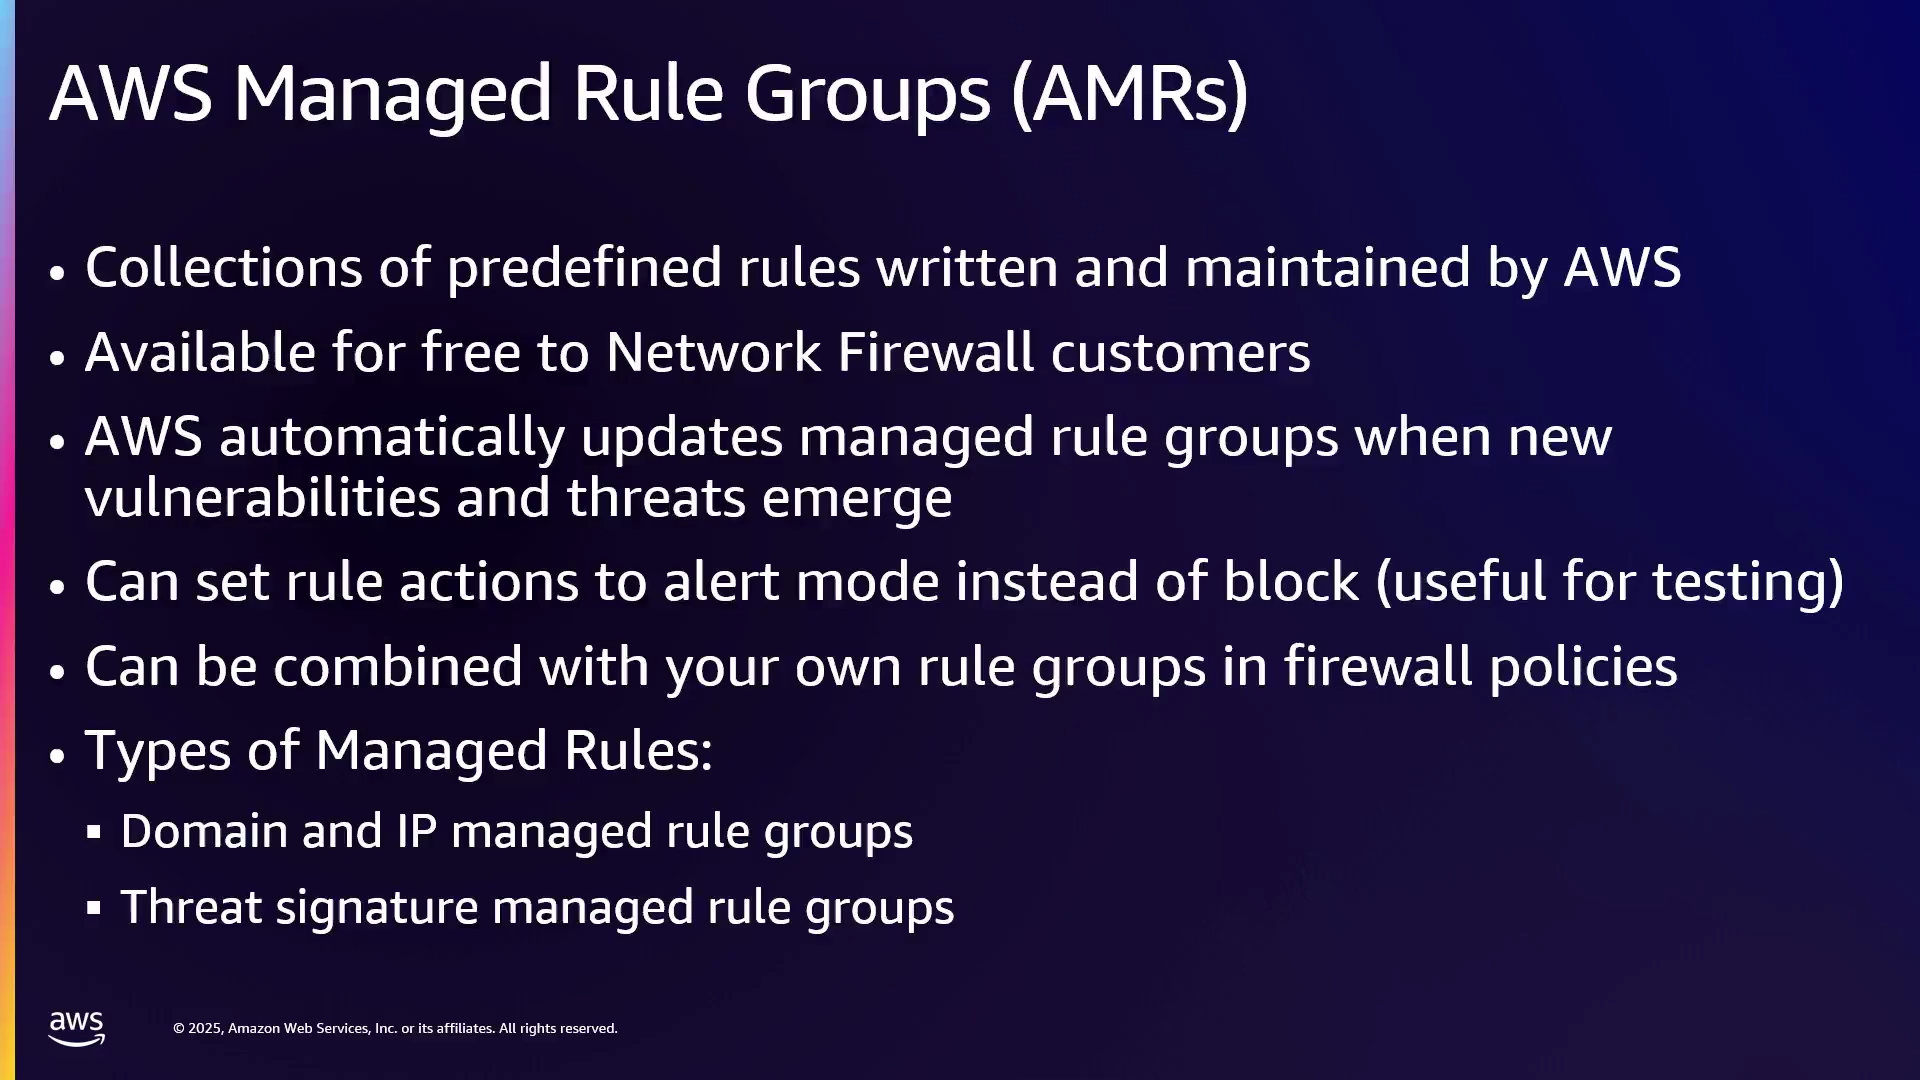 AWS Managed Rule Groups (AMRs)
• Collections of predefined rules written and maintained by AWS
• Available for free to Network Firewall customers
• AWS automatically updates managed rule groups when new
vulnerabilities and threats emerge
• Can set rule actions to alert mode instead of block (useful for testing)
• Can be combined with your own rule groups in firewall policies
• Types of Managed Rules:
▪ Domain and IP managed rule groups
▪ Threat signature managed rule groups
aws
© 2025, Amazon Web Services, Inc. or its affiliates. All rights reserved.